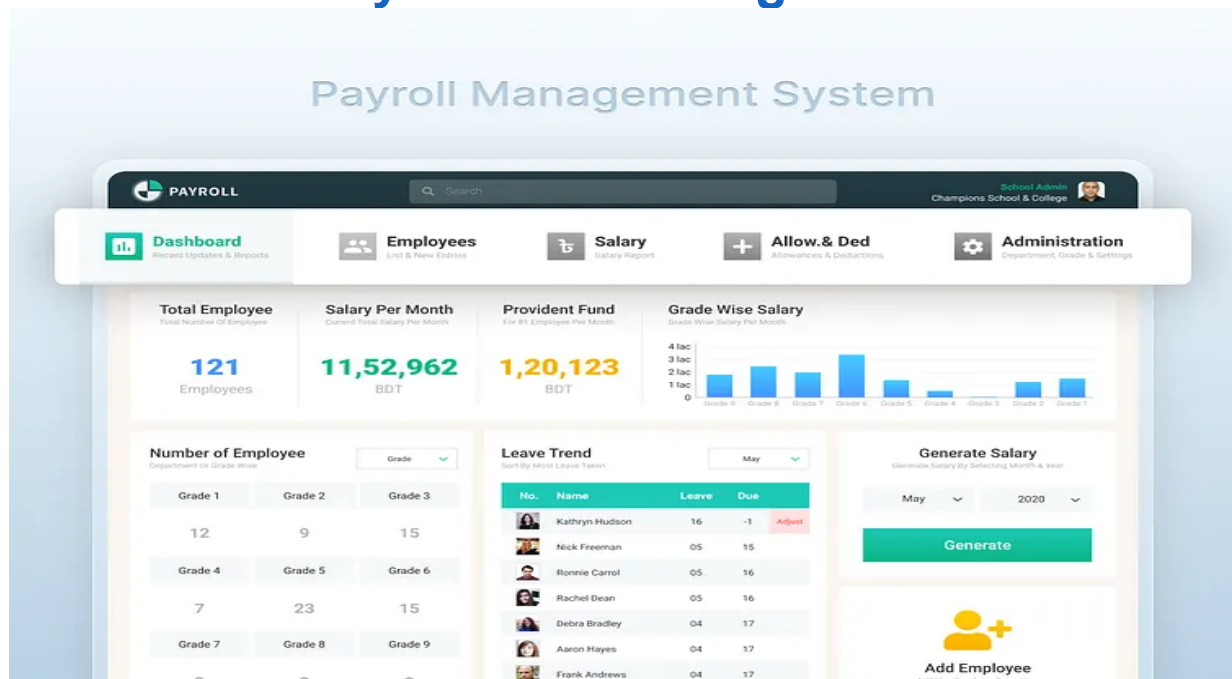 Payroll Management System
PAYROLL
Search
School Admin
Champions School & College
Dashboard
Recent Updates & Reports
Employees
List & New Entries
Salary
Salary Report
Allow.& Ded
Allowances & Deductions
Administration
Department, Grade & Settings
Total Employee
Total Number Of Employee
121
Employees
Salary Per Month
Current Total Salary Per Month
11,52,962
BDT
Provident Fund
For 81 Employee Per Month
1,20,123
BDT
Grade Wise Salary
Grade Wise Salary Per Month
4 lac
3 lac
2 lac
1 lac
0
Grade 9 Grade 8 Grade 7 Grade 6 Grade 5 Grade 4 Grade 3 Grade 2 Grade 1
Number of Employee
Department Or Grade Wise
Grade
Grade 1 Grade 2 Grade 3
12 9 15
Grade 4 Grade 5 Grade 6
7 23 15
Grade 7 Grade 8 Grade 9
Leave Trend
Sort By Most Leave Taken
May
No. Name Leave Due
Kathryn Hudson 16 -1 Adjust
Nick Freeman 05 15
Ronnie Carrol 05 16
Rachel Dean 05 16
Debra Bradley 04 17
Aaron Hayes 04 17
Frank Andrews 04 17
Generate Salary
Generate Salary By Selecting Month & Year
May 2020
Generate
Add Employee